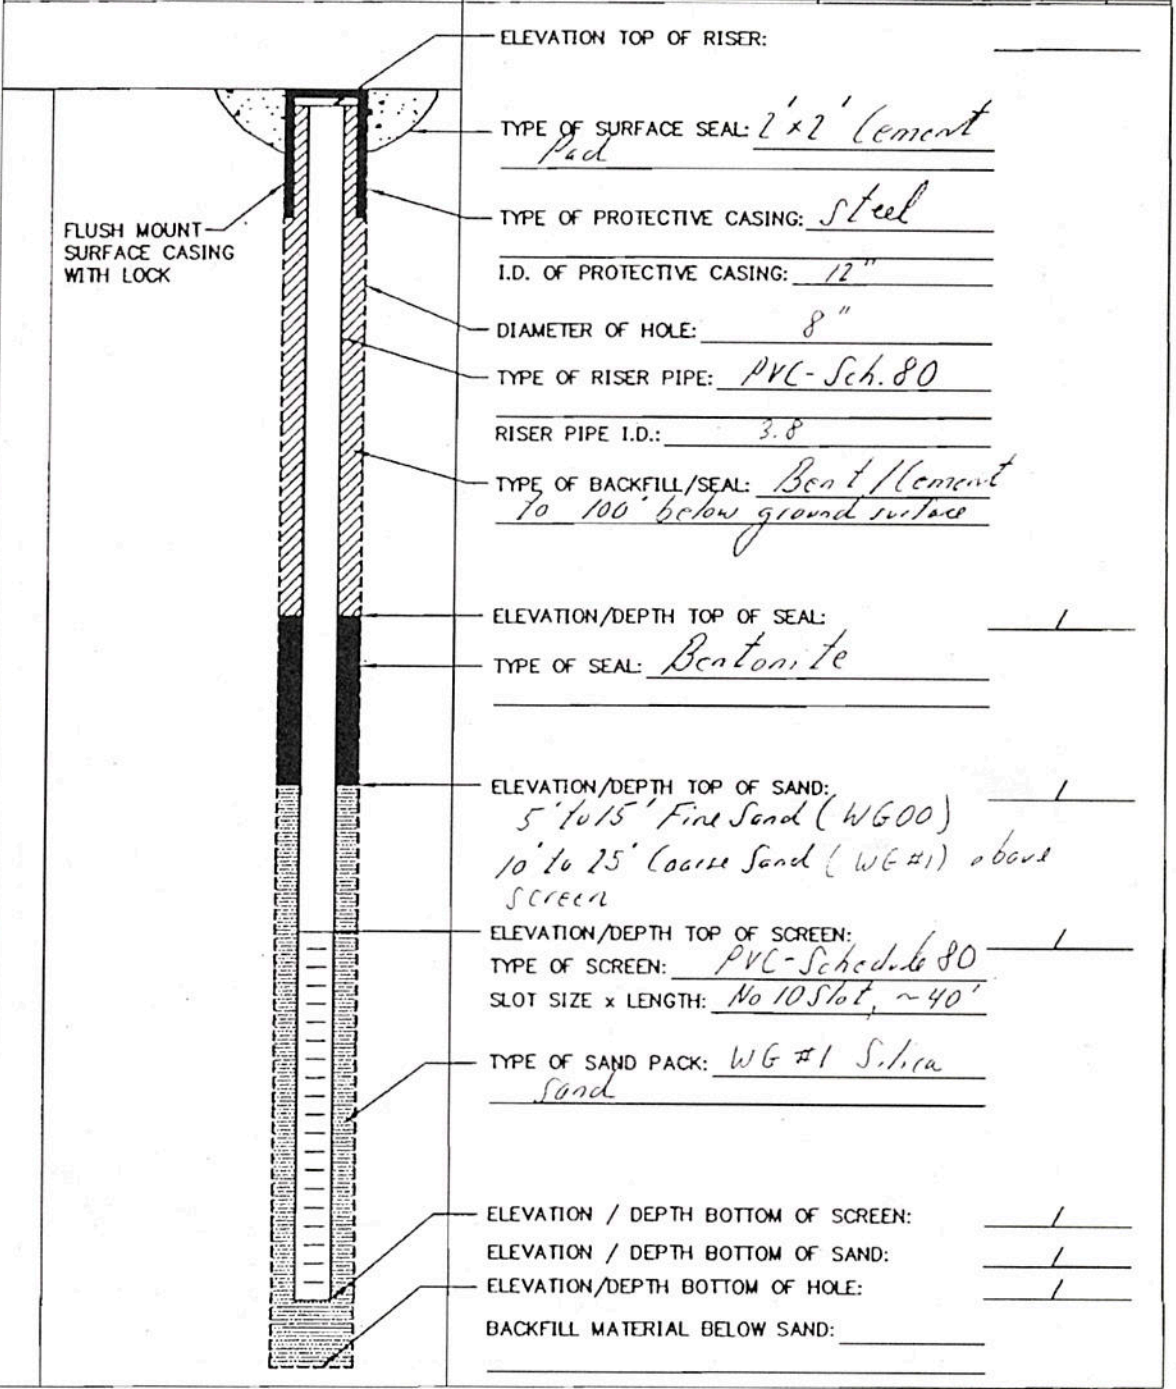 ELEVATION TOP OF RISER:
TYPE OF SURFACE SEAL: 2' x 2' Cement
Pad
TYPE OF PROTECTIVE CASING: Steel
FLUSH MOUNT
SURFACE CASING
WITH LOCK
I.D. OF PROTECTIVE CASING: 12"
DIAMETER OF HOLE: 8"
TYPE OF RISER PIPE: PVC-Sch. 80
RISER PIPE I.D.: 3.8
TYPE OF BACKFILL/SEAL: Bent/Cement
To 100' below ground surface
ELEVATION/DEPTH TOP OF SEAL: /
TYPE OF SEAL: Bentonite
ELEVATION/DEPTH TOP OF SAND: /
5' to 15' Fine Sand (WG00)
10' to 25' Coarse Sand (WG #1) above
screen
ELEVATION/DEPTH TOP OF SCREEN: /
TYPE OF SCREEN: PVC-Schedule 80
SLOT SIZE x LENGTH: No 10 Slot, ~40'
TYPE OF SAND PACK: WG #1 Silica
Sand
ELEVATION / DEPTH BOTTOM OF SCREEN: /
ELEVATION / DEPTH BOTTOM OF SAND: /
ELEVATION/DEPTH BOTTOM OF HOLE: /
BACKFILL MATERIAL BELOW SAND: